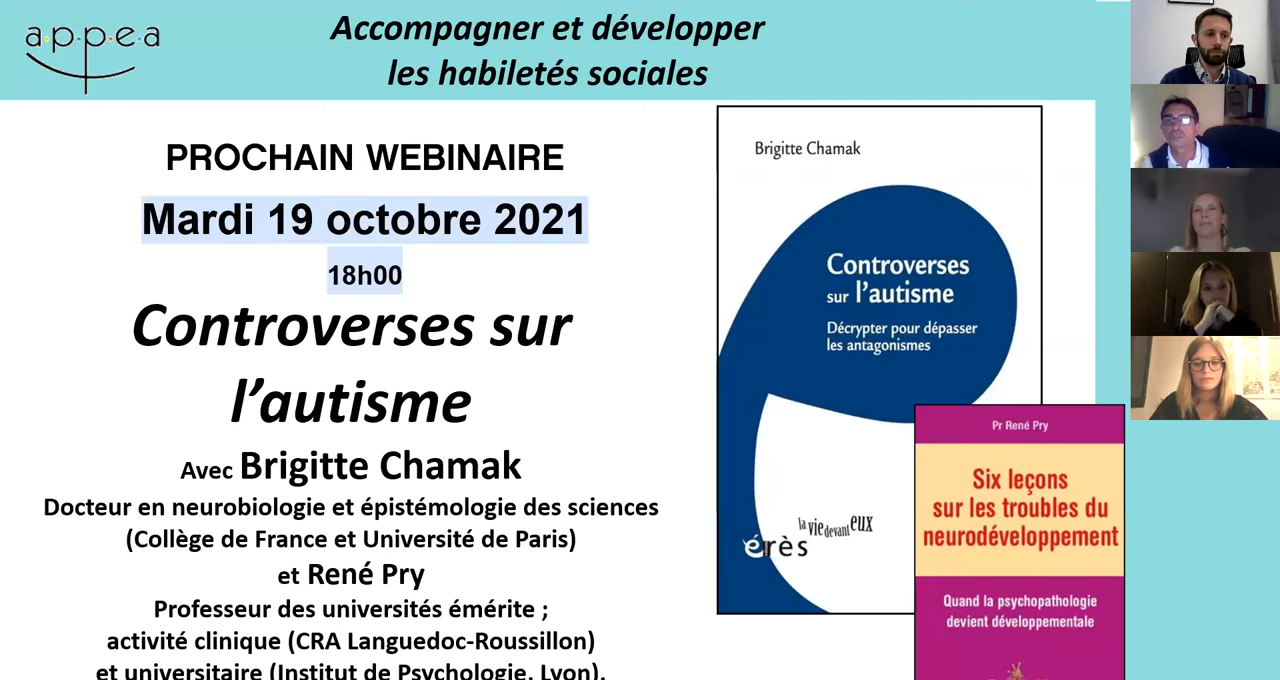 appea
Accompagner et développer
les habiletés sociales
PROCHAIN WEBINAIRE
Mardi 19 octobre 2021
18h00
Controverses sur
l’autisme
Avec Brigitte Chamak
Docteur en neurobiologie et épistémologie des sciences
(Collège de France et Université de Paris)
et René Pry
Professeur des universités émérite ;
activité clinique (CRA Languedoc-Roussillon)
et universitaire (Institut de Psychologie, Lyon).
Brigitte Chamak
Controverses
sur l’autisme
Décrypter pour dépasser
les antagonismes
la vie devant eux
érès
Pr René Pry
Six leçons
sur les troubles du
neurodéveloppement
Quand la psychopathologie
devient développementale